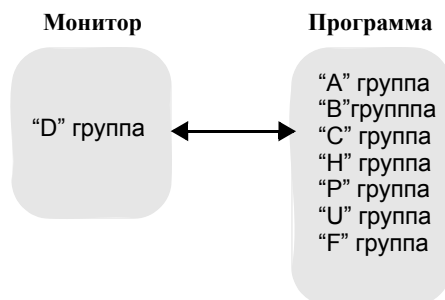 Монитор
Программа
“D” группа
“A” группа
“B”групппа
“C” группа
“H” группа
“P” группа
“U” группа
“F” группа